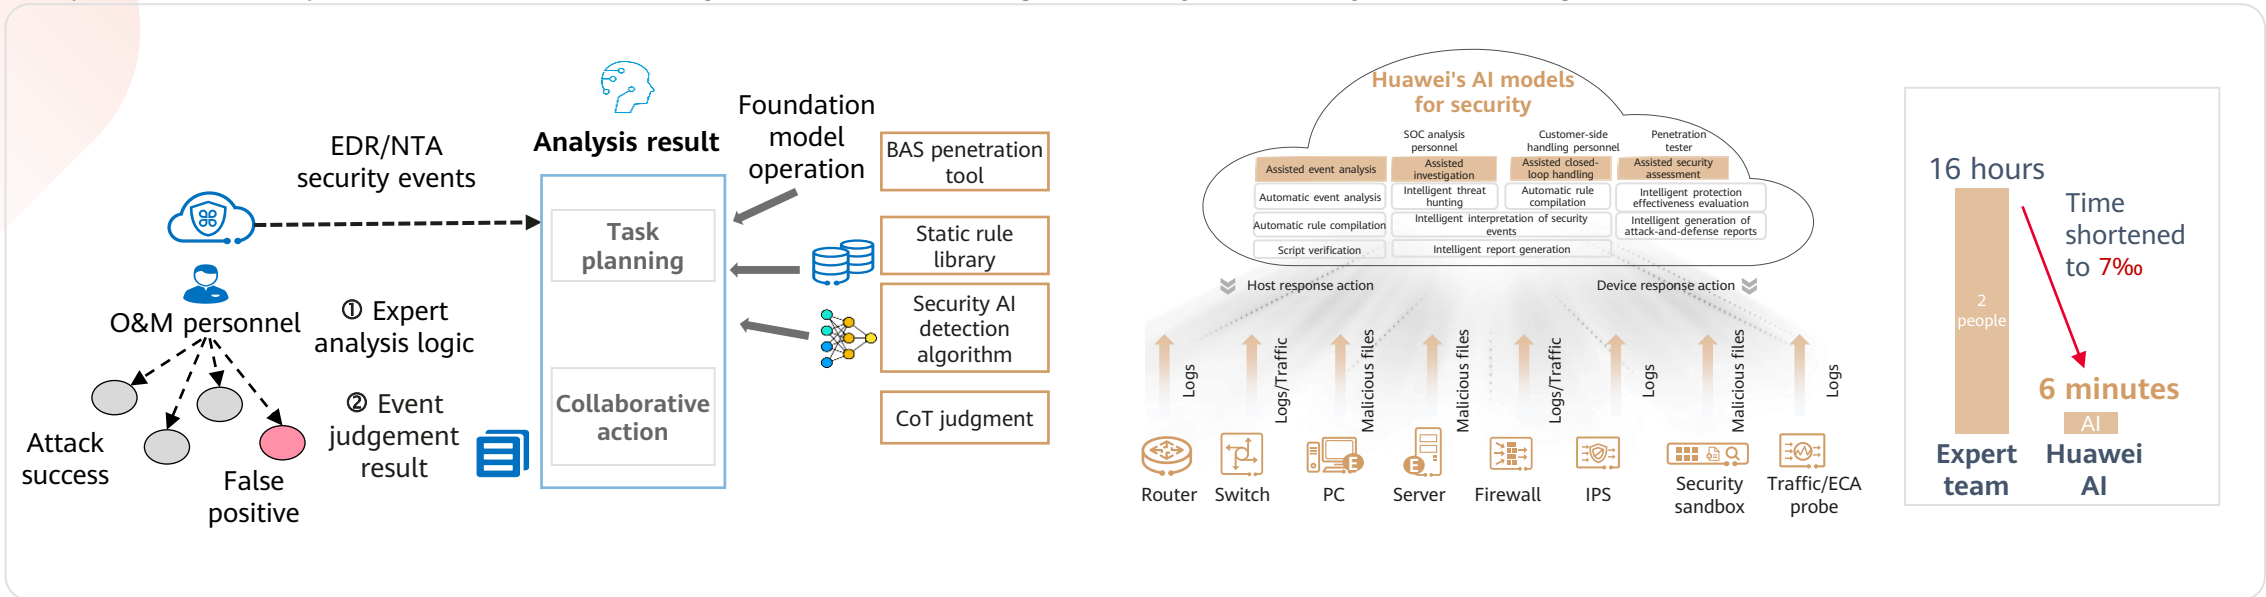 EDR/NTA
security events
O&M personnel
① Expert
analysis logic
② Event
judgement
result
Attack
success
False
positive
Analysis result
Task
planning
Collaborative
action
Foundation
model
operation
BAS penetration
tool
Static rule
library
Security AI
detection
algorithm
CoT judgment
Huawei's AI models
for security
SOC analysis
personnel
Customer-side
handling personnel
Penetration
tester
Assisted event analysis
Assisted
investigation
Assisted closed-
loop handling
Assisted security
assessment
Automatic event analysis
Intelligent threat
hunting
Automatic rule
compilation
Intelligent protection
effectiveness evaluation
Automatic rule compilation
Intelligent interpretation of security
events
Intelligent generation of
attack-and-defense reports
Script verification
Intelligent report generation
Host response action
Device response action
Logs
Logs/Traffic
Malicious files
Malicious files
Logs/Traffic
Logs
Malicious files
Logs
E
E
Router
Switch
PC
Server
Firewall
IPS
Security
sandbox
Traffic/ECA
probe
16 hours
2
people
Time
shortened
to 7‰
6 minutes
AI
Expert
team
Huawei
AI